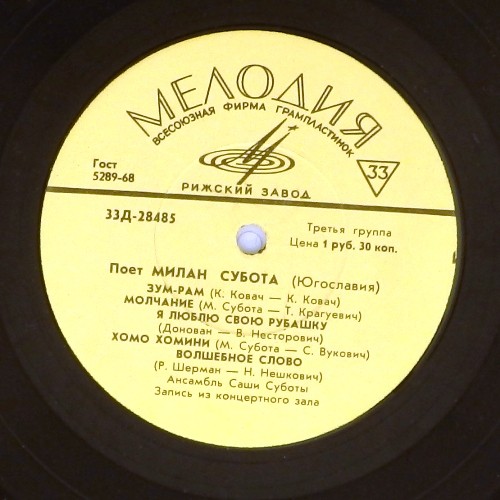 МЕЛОДИЯ
ВСЕСОЮЗНАЯ ФИРМА ГРАМПЛАСТИНОК
Гост
5289-68
33
РИЖСКИЙ ЗАВОД
33Д-28485
Третья группа
Цена 1 руб. 30 коп.
Поет МИЛАН СУБОТА (Югославия)
ЗУМ-РАМ (К. Ковач — К. Ковач)
МОЛЧАНИЕ (М. Субота — Т. Крагуевич)
Я ЛЮБЛЮ СВОЮ РУБАШКУ
(Донован — В. Несторович)
ХОМО ХОМИНИ (М. Субота — С. Вукович)
ВОЛШЕБНОЕ СЛОВО
(Р. Шерман — Н. Нешкович)
Ансамбль Саши Суботы
Запись из концертного зала